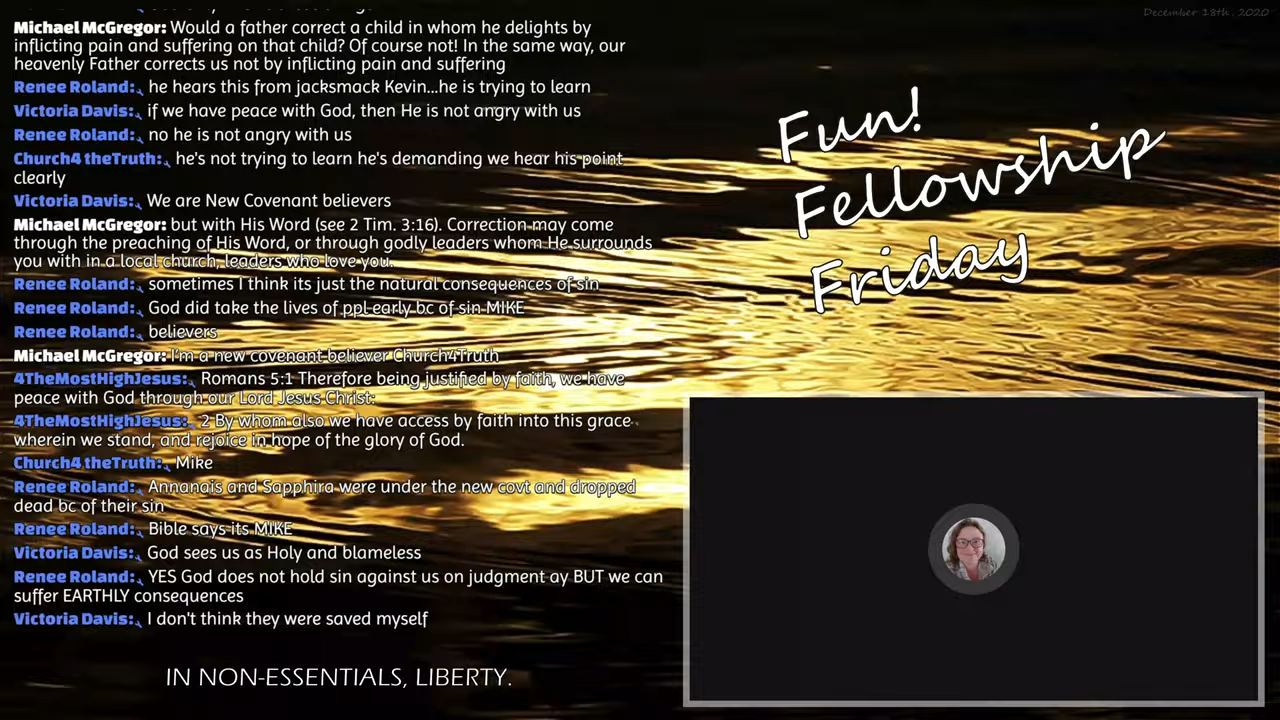 December 18th, 2020
Michael McGregor: Would a father correct a child in whom he delights by
inflicting pain and suffering on that child? Of course not! In the same way, our
heavenly Father corrects us not by inflicting pain and suffering
Renee Roland: he hears this from jacksmack Kevin...he is trying to learn
Victoria Davis: if we have peace with God, then He is not angry with us
Renee Roland: no he is not angry with us
Church4 theTruth: he's not trying to learn he's demanding we hear his point
clearly
Victoria Davis: We are New Covenant believers
Michael McGregor: but with His Word (see 2 Tim. 3:16). Correction may come
through the preaching of His Word, or through godly leaders whom He surrounds
you with in a local church, leaders who love you.
Renee Roland: sometimes I think its just the natural consequences of sin
Renee Roland: God did take the lives of ppl early bc of sin MIKE
Renee Roland: believers
Michael McGregor: I'm a new covenant believer Church4Truth
4TheMostHighJesus: Romans 5:1 Therefore being justified by faith, we have
peace with God through our Lord Jesus Christ:
4TheMostHighJesus: 2 By whom also we have access by faith into this grace
wherein we stand, and rejoice in hope of the glory of God.
Church4 theTruth: Mike
Renee Roland: Annanais and Sapphira were under the new covt and dropped
dead bc of their sin
Renee Roland: Bible says its MIKE
Victoria Davis: God sees us as Holy and blameless
Renee Roland: YES God does not hold sin against us on judgment ay BUT we can
suffer EARTHLY consequences
Victoria Davis: I don't think they were saved myself
IN NON-ESSENTIALS, LIBERTY.
Fun!
Fellowship
Friday